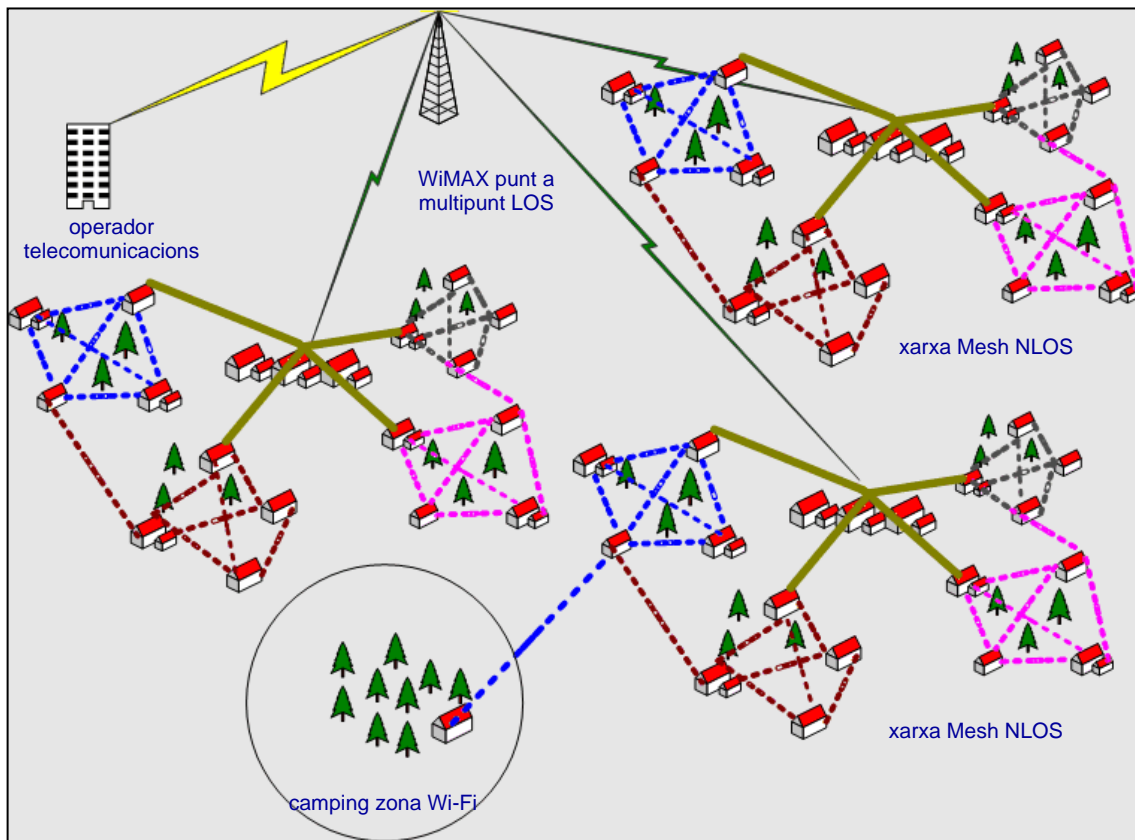 WiMAX punt a
multipunt LOS
operador
telecomunicacions
xarxa Mesh NLOS
xarxa Mesh NLOS
camping zona Wi-Fi